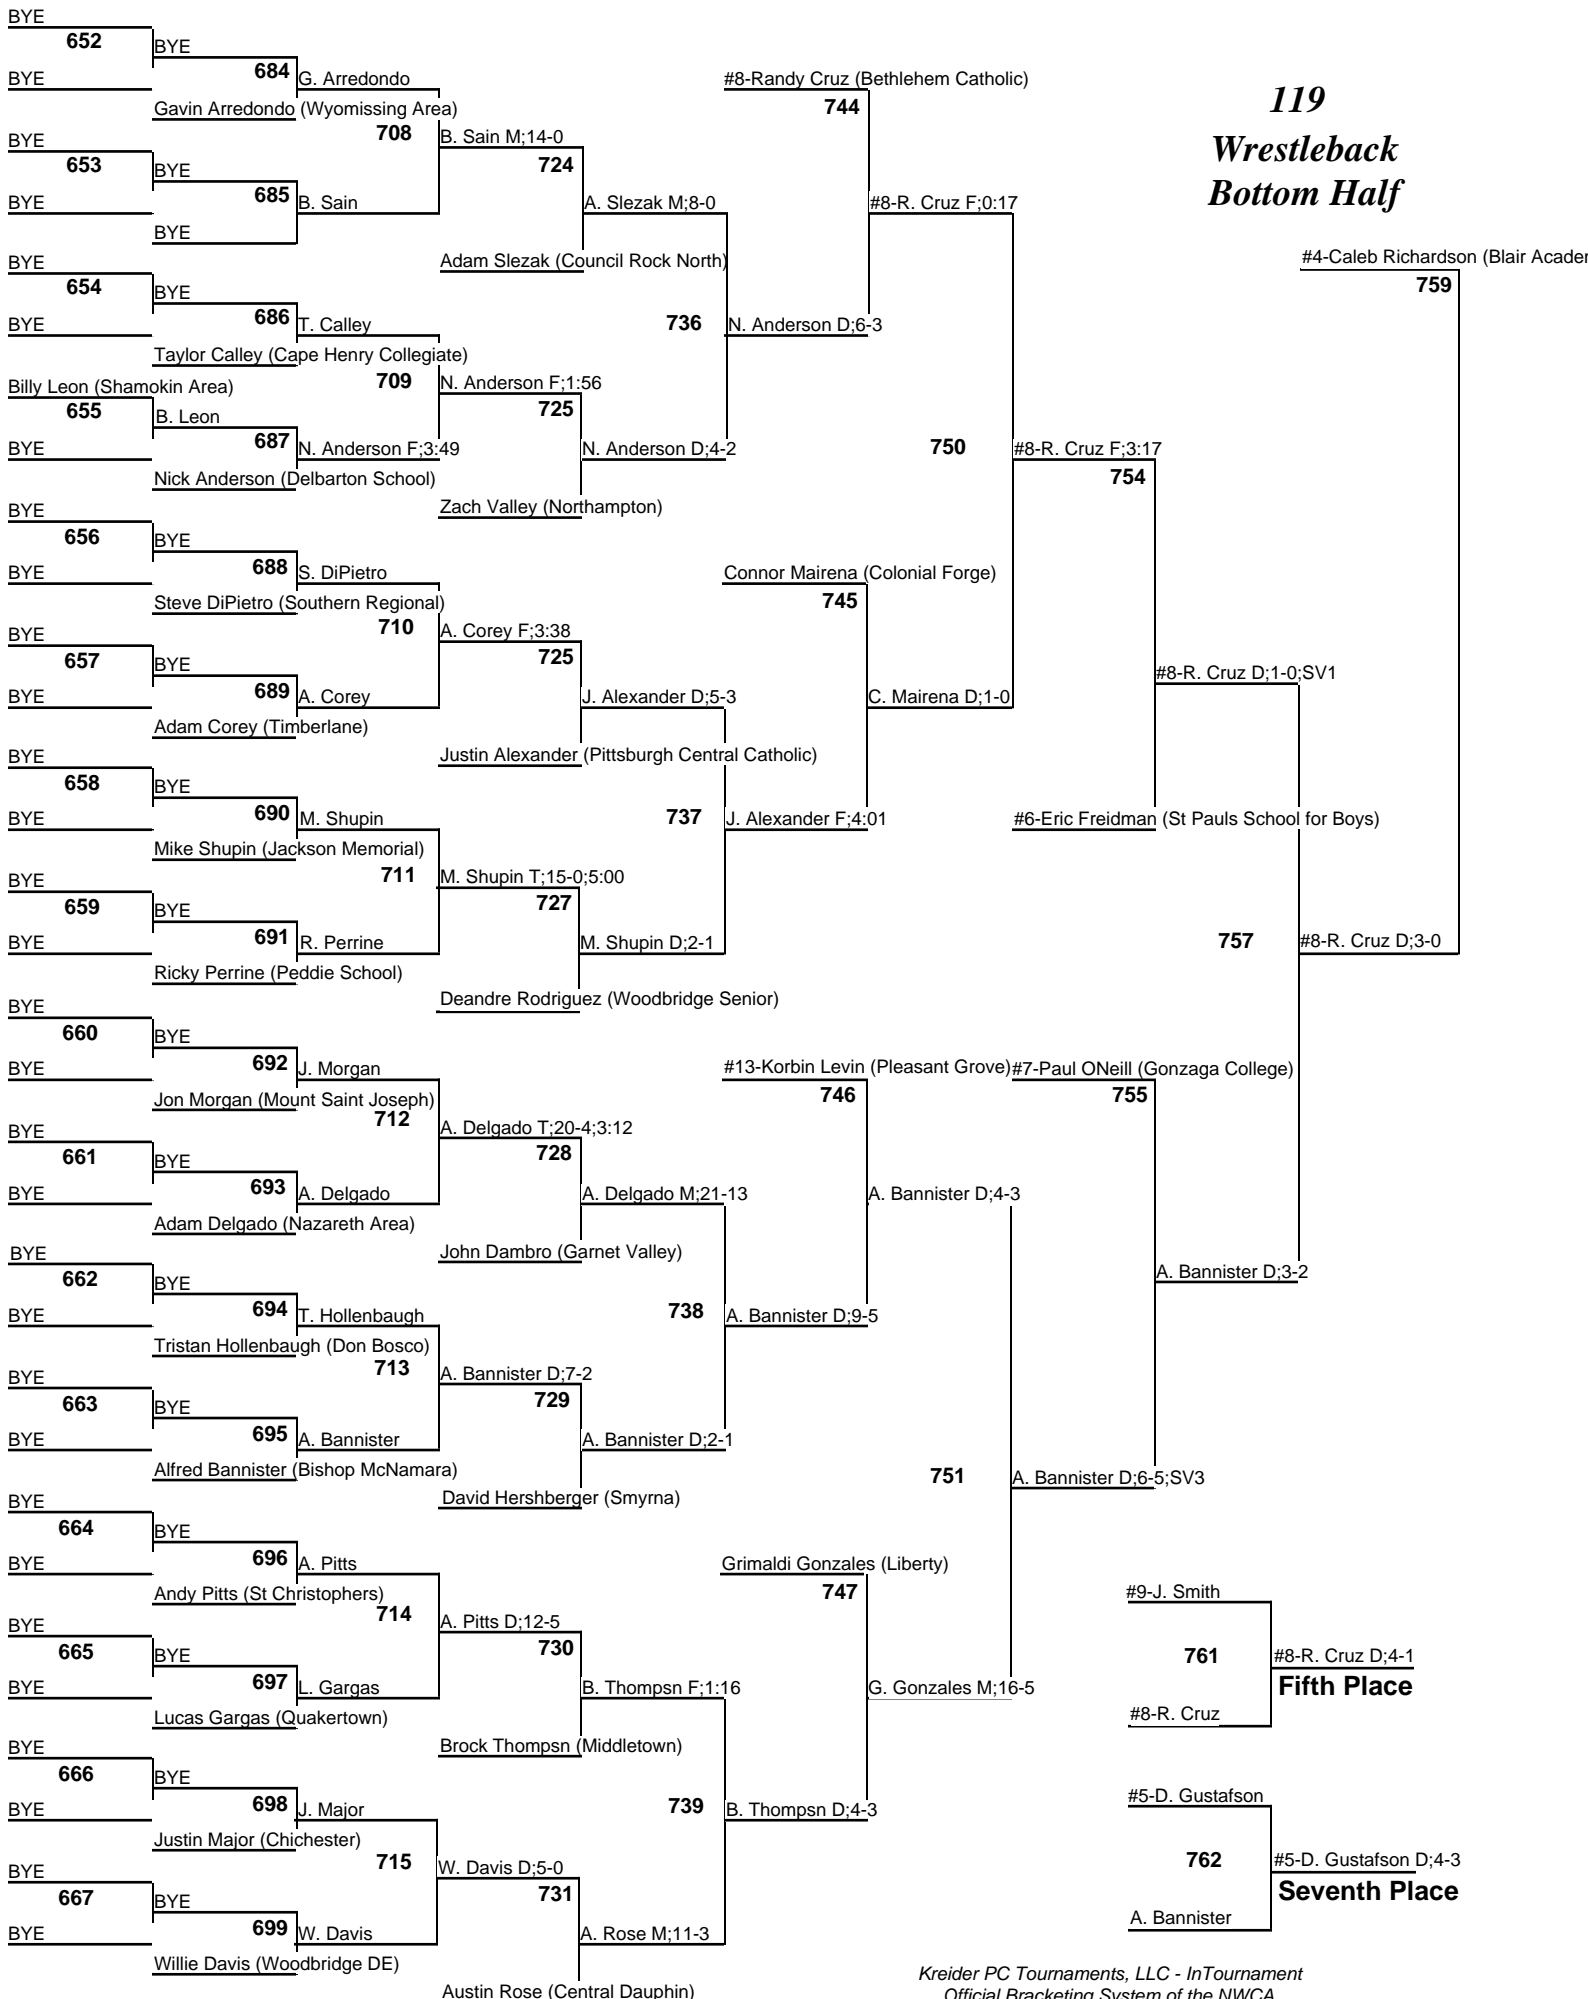 BYE
652
BYE
BYE
684
G. Arredondo
Gavin Arredondo (Wyomissing Area)
708
BYE
653
BYE
BYE
685
B. Sain
BYE
B. Sain M;14-0
724
A. Slezak M;8-0
Adam Slezak (Council Rock North)
BYE
654
BYE
BYE
686
T. Calley
Taylor Calley (Cape Henry Collegiate)
709
Billy Leon (Shamokin Area)
655
BYE
B. Leon
687
N. Anderson F;3:49
Nick Anderson (Delbarton School)
N. Anderson F;1:56
725
N. Anderson D;4-2
Zach Valley (Northampton)
736
N. Anderson D;6-3
#8-Randy Cruz (Bethlehem Catholic)
744
#8-R. Cruz F;0:17
119
Wrestleback
Bottom Half
#4-Caleb Richardson (Blair Acader
759
BYE
656
BYE
BYE
688
S. DiPietro
Steve DiPietro (Southern Regional)
710
BYE
657
BYE
BYE
689
A. Corey
Adam Corey (Timberlane)
A. Corey F;3:38
725
J. Alexander D;5-3
Justin Alexander (Pittsburgh Central Catholic)
BYE
658
BYE
BYE
690
M. Shupin
Mike Shupin (Jackson Memorial)
711
BYE
659
BYE
BYE
691
R. Perrine
Ricky Perrine (Peddie School)
M. Shupin T;15-0;5:00
727
M. Shupin D;2-1
Deandre Rodriguez (Woodbridge Senior)
737
J. Alexander F;4:01
Connor Mairena (Colonial Forge)
745
C. Mairena D;1-0
750
#8-R. Cruz F;3:17
754
#8-R. Cruz D;1-0;SV1
#6-Eric Freidman (St Pauls School for Boys)
757
#8-R. Cruz D;3-0
BYE
660
BYE
BYE
692
J. Morgan
Jon Morgan (Mount Saint Joseph)
712
BYE
661
BYE
BYE
693
A. Delgado
Adam Delgado (Nazareth Area)
A. Delgado T;20-4;3:12
728
A. Delgado M;21-13
John Dambro (Garnet Valley)
BYE
662
BYE
BYE
694
T. Hollenbaugh
Tristan Hollenbaugh (Don Bosco)
713
BYE
663
BYE
BYE
695
A. Bannister
Alfred Bannister (Bishop McNamara)
A. Bannister D;7-2
729
A. Bannister D;2-1
David Hershberger (Smyrna)
738
A. Bannister D;9-5
#13-Korbin Levin (Pleasant Grove)
746
A. Bannister D;4-3
#7-Paul ONeill (Gonzaga College)
755
A. Bannister D;3-2
751
A. Bannister D;6-5;SV3
BYE
664
BYE
BYE
696
A. Pitts
Andy Pitts (St Christophers)
714
BYE
665
BYE
BYE
697
L. Gargas
Lucas Gargas (Quakertown)
A. Pitts D;12-5
730
B. Thompsn F;1:16
Brock Thompsn (Middletown)
BYE
666
BYE
BYE
698
J. Major
Justin Major (Chichester)
715
BYE
667
BYE
BYE
699
W. Davis
Willie Davis (Woodbridge DE)
W. Davis D;5-0
731
A. Rose M;11-3
Austin Rose (Central Dauphin)
739
B. Thompsn D;4-3
Grimaldi Gonzales (Liberty)
747
G. Gonzales M;16-5
#9-J. Smith
761
#8-R. Cruz D;4-1
Fifth Place
#8-R. Cruz
#5-D. Gustafson
762
#5-D. Gustafson D;4-3
Seventh Place
A. Bannister
Kreider PC Tournaments, LLC - InTournament
Official Bracketing System of the NWCA